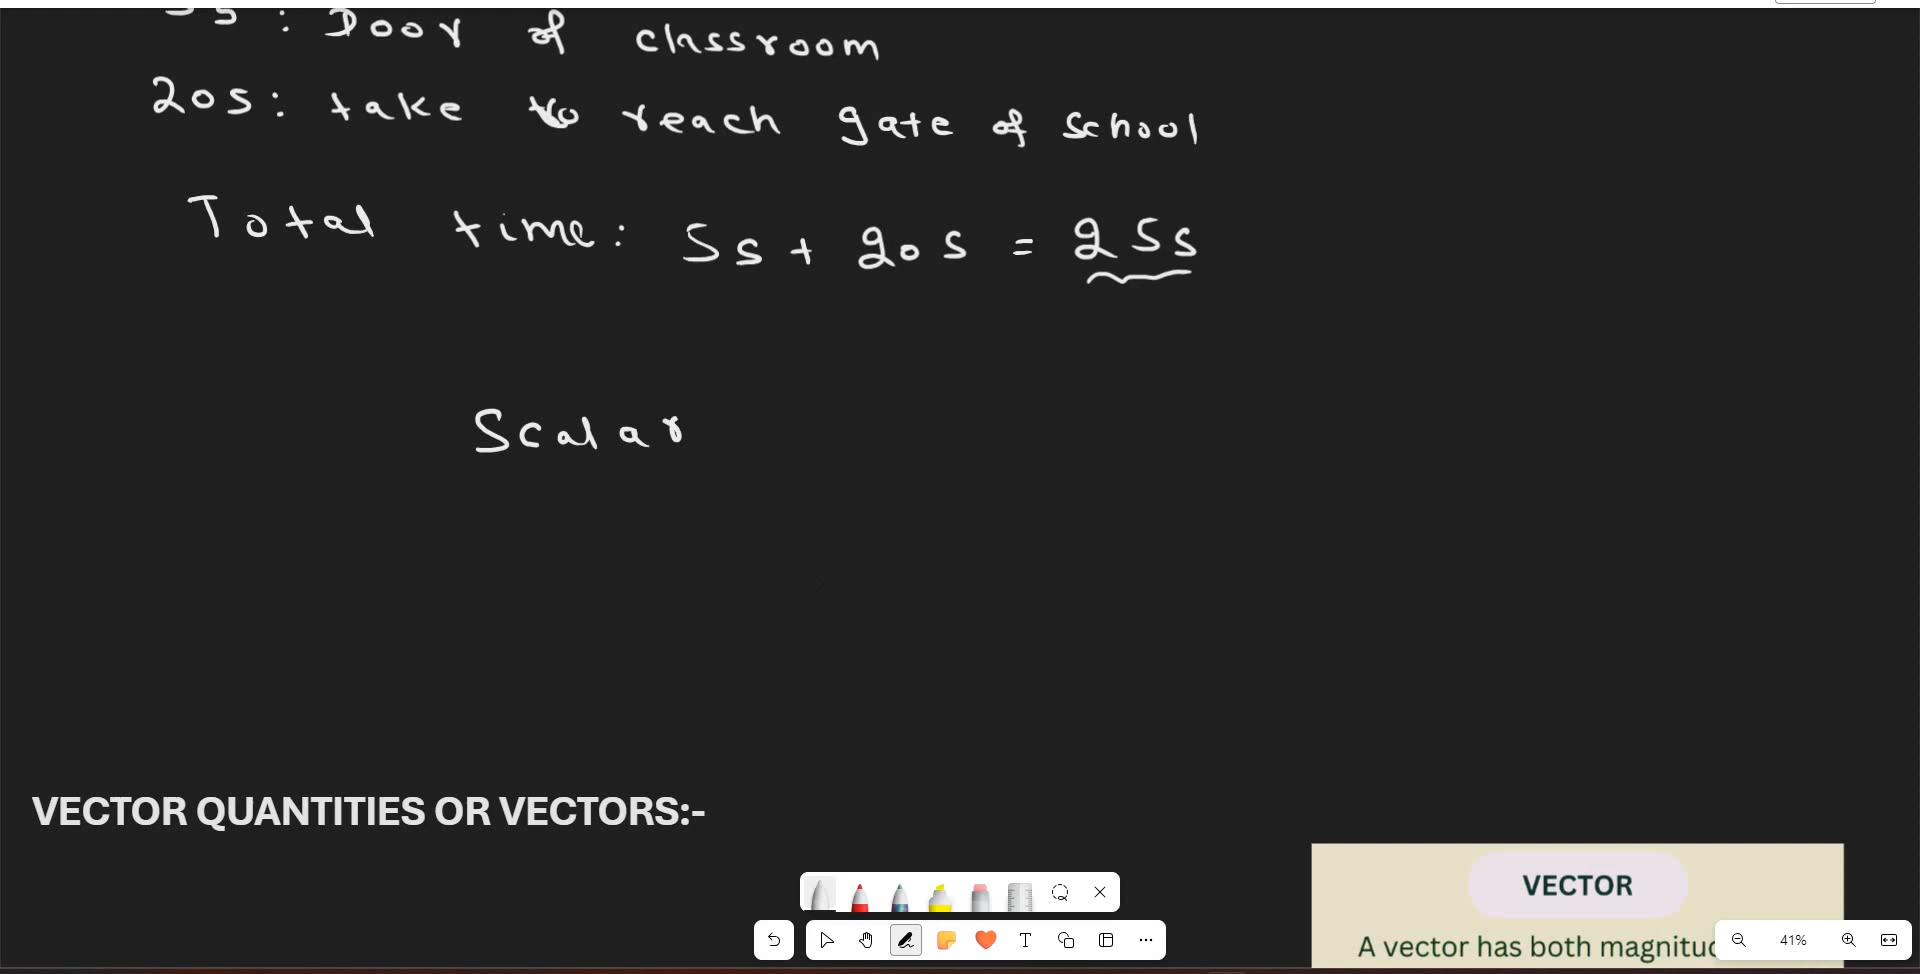 5s : Door of classroom
20s : take to reach gate of school
Total time : 5s + 20s = 25s
Scalar
VECTOR QUANTITIES OR VECTORS:-
VECTOR
A vector has both
41%